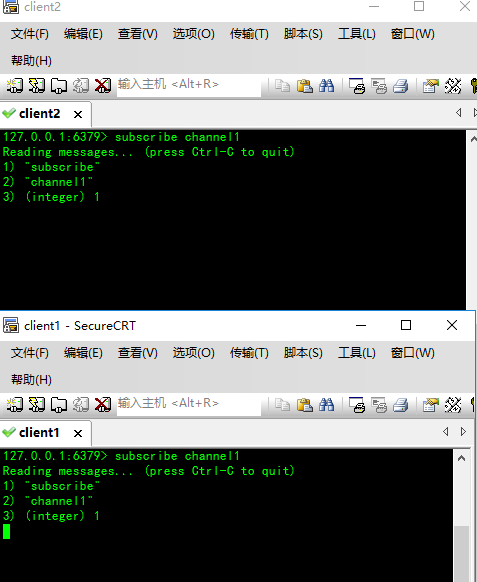 client2
文件(F) 编辑(E) 查看(V) 选项(O) 传输(T) 脚本(S) 工具(L) 窗口(W)
帮助(H)
输入主机 <Alt+R>
client2
127.0.0.1:6379> subscribe channel1
Reading messages... (press Ctrl-C to quit)
1) "subscribe"
2) "channel1"
3) (integer) 1
client1 - SecureCRT
文件(F) 编辑(E) 查看(V) 选项(O) 传输(T) 脚本(S) 工具(L) 窗口(W)
帮助(H)
输入主机 <Alt+R>
client1
127.0.0.1:6379> subscribe channel1
Reading messages... (press Ctrl-C to quit)
1) "subscribe"
2) "channel1"
3) (integer) 1